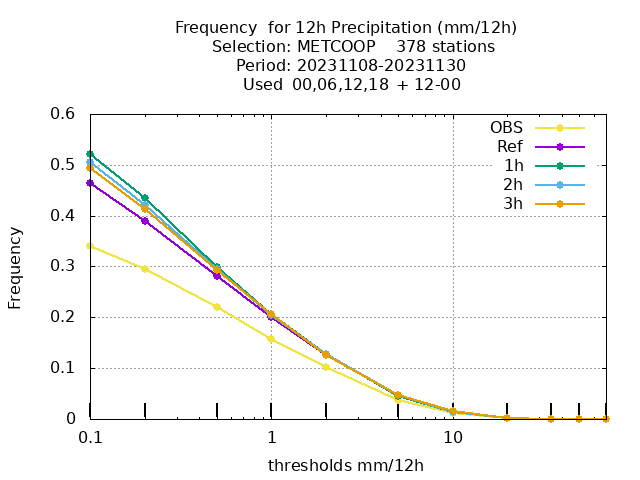 Frequency  for 12h Precipitation (mm/12h)
Selection: METCOOP    378 stations
Period: 20231108-20231130
Used  00,06,12,18  + 12-00
0.6
0.5
0.4
0.3
0.2
0.1
0
Frequency
OBS
Ref
1h
2h
3h
0.1 1 10
thresholds mm/12h